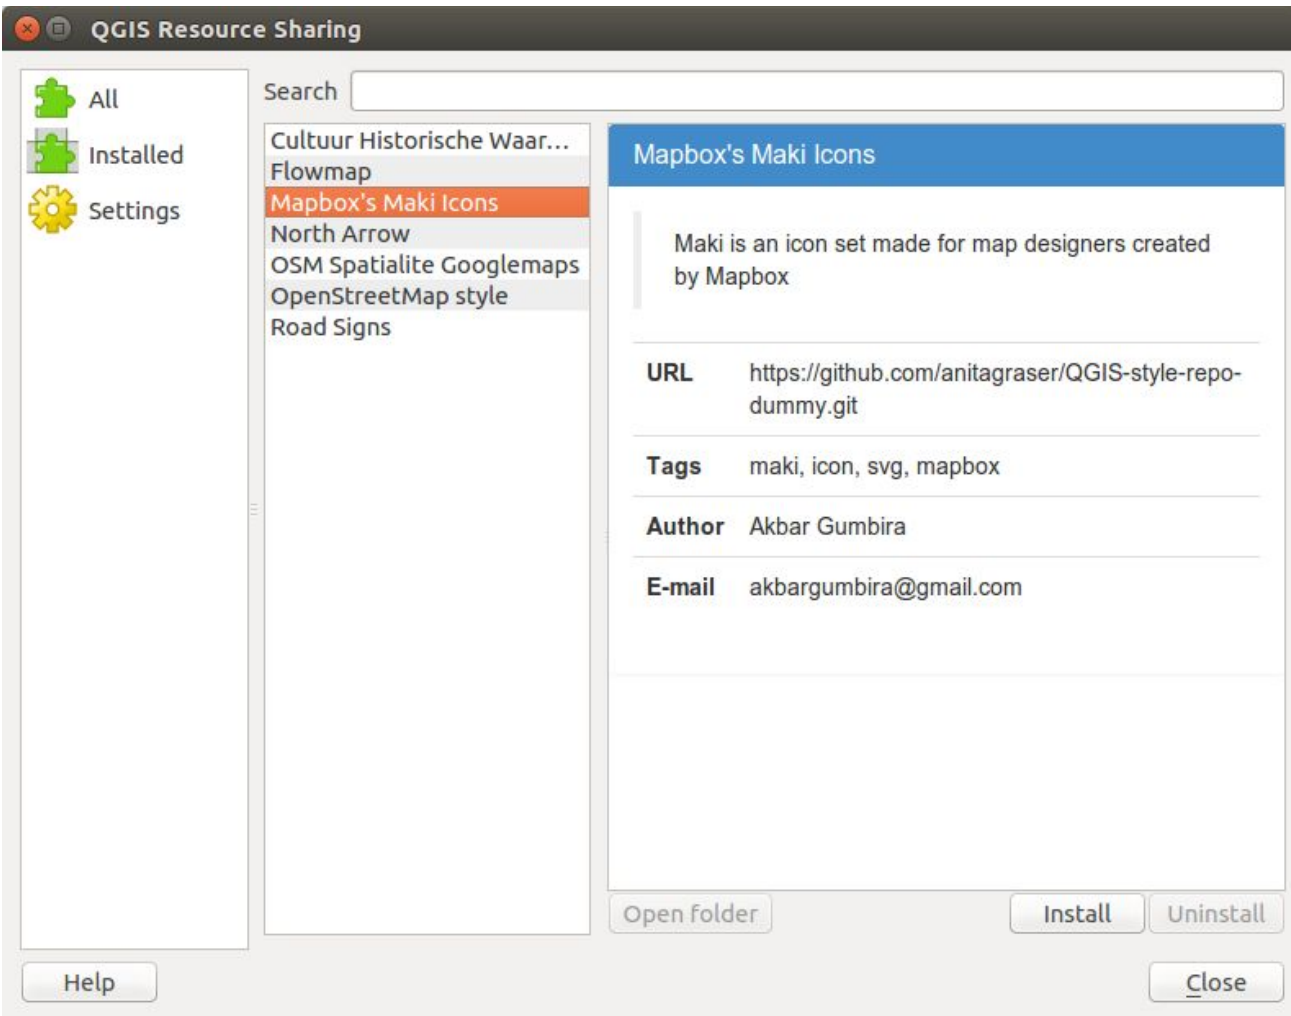 QGIS Resource Sharing
All
Installed
Settings
Search
Cultuur Historische Waar...
Flowmap
Mapbox's Maki Icons
North Arrow
OSM Spatialite Googlemaps
OpenStreetMap style
Road Signs
Mapbox's Maki Icons
Maki is an icon set made for map designers created
by Mapbox
URL https://github.com/anitagraser/QGIS-style-repo-
dummy.git
Tags maki, icon, svg, mapbox
Author Akbar Gumbira
E-mail akbargumbira@gmail.com
Open folder Install Uninstall
Help Close